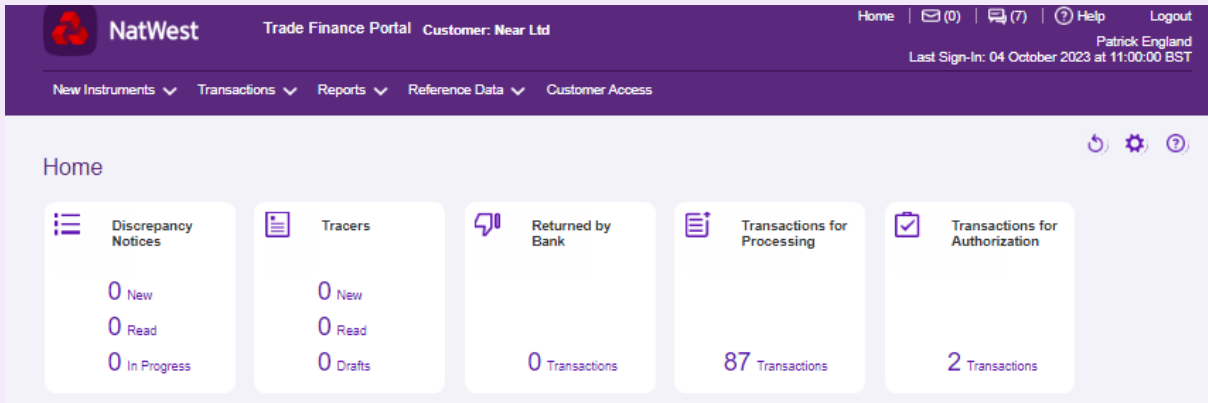 NatWest Trade Finance Portal Customer: Near Ltd Home (0) (7) Help Logout
Patrick England
Last Sign-In: 04 October 2023 at 11:00:00 BST
New Instruments Transactions Reports Reference Data Customer Access
Home
Discrepancy
Notices
0 New
0 Read
0 In Progress
Tracers
0 New
0 Read
0 Drafts
Returned by
Bank
0 Transactions
Transactions for
Processing
87 Transactions
Transactions for
Authorization
2 Transactions